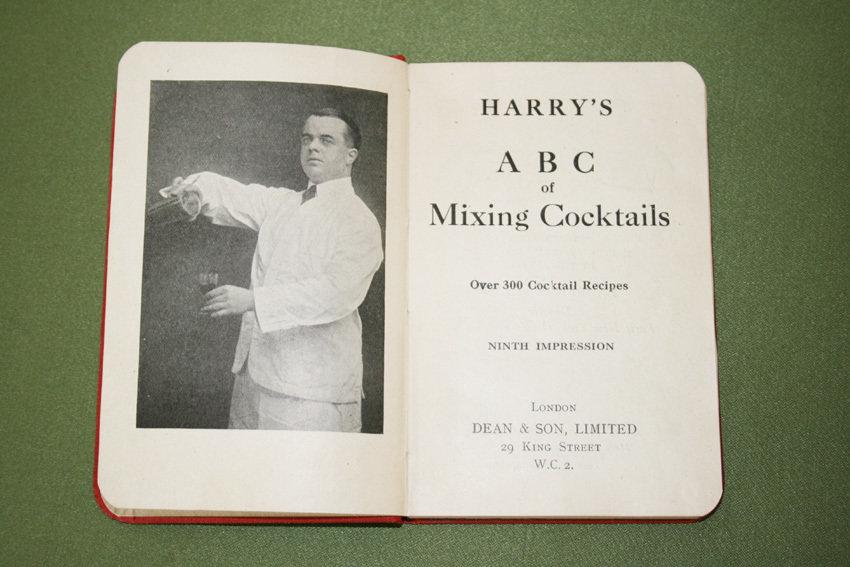 HARRY'S
A B C
of
Mixing Cocktails
Over 300 Cocktail Recipes
NINTH IMPRESSION
London
DEAN & SON, LIMITED
29 King Street
W.C. 2.